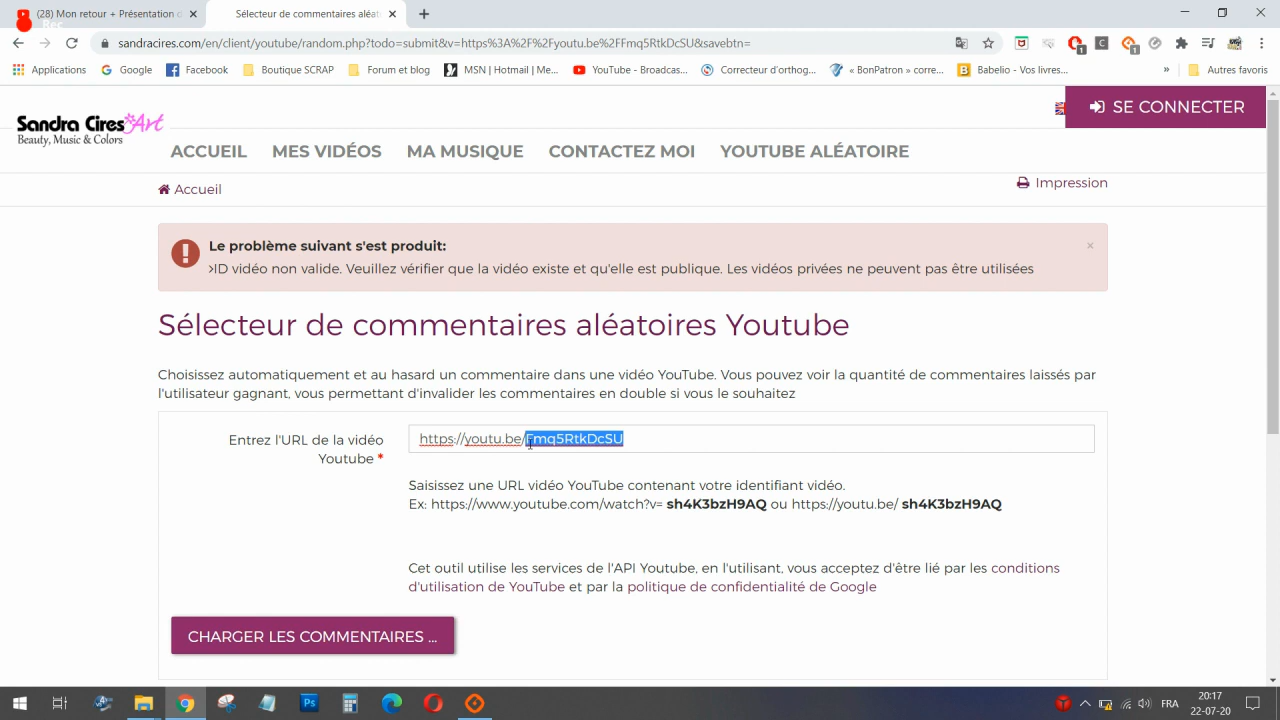 (28) Mon retour + Présentation d
Sélecteur de commentaires aléat
Rec
sandracires.com/en/client/youtube/random.php?todo=submit&v=https%3A%2F%2Fyoutu.be%2FFmq5RtkDcSU&savebtn=
Applications
Google
Facebook
Boutique SCRAP
Forum et blog
MSN | Hotmail | Me...
YouTube - Broadcas...
Correcteur d'orthog...
« BonPatron » corre...
Babelio - Vos livres...
»
Autres favoris
SE CONNECTER
Sandra Cires Art
Beauty, Music & Colors
ACCUEIL MES VIDÉOS MA MUSIQUE CONTACTEZ MOI YOUTUBE ALÉATOIRE
Accueil
Impression
Le problème suivant s'est produit:
>ID vidéo non valide. Veuillez vérifier que la vidéo existe et qu'elle est publique. Les vidéos privées ne peuvent pas être utilisées
×
Sélecteur de commentaires aléatoires Youtube
Choisissez automatiquement et au hasard un commentaire dans une vidéo YouTube. Vous pouvez voir la quantité de commentaires laissés par
l'utilisateur gagnant, vous permettant d'invalider les commentaires en double si vous le souhaitez
Entrez l'URL de la vidéo
Youtube *
https://youtu.be/Fmq5RtkDcSU
Saisissez une URL vidéo YouTube contenant votre identifiant vidéo.
Ex: https://www.youtube.com/watch?v= sh4K3bzH9AQ ou https://youtu.be/ sh4K3bzH9AQ
Cet outil utilise les services de l'API Youtube, en l'utilisant, vous acceptez d'être lié par les conditions
d'utilisation de YouTube et par la politique de confidentialité de Google
CHARGER LES COMMENTAIRES ...
FRA
20:17
22-07-20